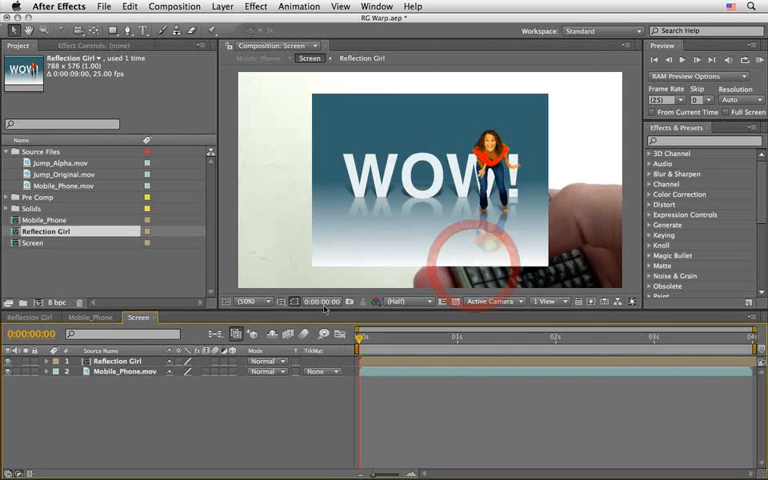 After Effects File Edit Composition Layer Effect Animation View Window Help
RG Warp.aep *
Workspace: Standard Search Help
Project Effect Controls: (none)
Reflection Girl ▾, used 1 time
788 x 576 (1.00)
Δ 0:00:09:00, 25.00 fps
Name
Source Files
Jump_Alpha.mov
Jump_Original.mov
Mobile_Phone.mov
Pre Comp
Solids
Mobile_Phone
Reflection Girl
Screen
8 bpc
Composition: Screen
Mobile_Phone Screen Reflection Girl
WOW!
(50%) 0:00:00:00 (Half) Active Camera 1 View
Preview
RAM Preview Options
Frame Rate Skip Resolution
(25) 0 Auto
From Current Time Full Screen
Effects & Presets
3D Channel
Audio
Blur & Sharpen
Channel
Color Correction
Distort
Expression Controls
Generate
Keying
Knoll
Magic Bullet
Matte
Noise & Grain
Obsolete
Paint
Reflection Girl Mobile_Phone Screen
0:00:00:00
01s 02s 03s
# Source Name Mode T TrkMat
1 Reflection Girl Normal
2 Mobile_Phone.mov Normal None